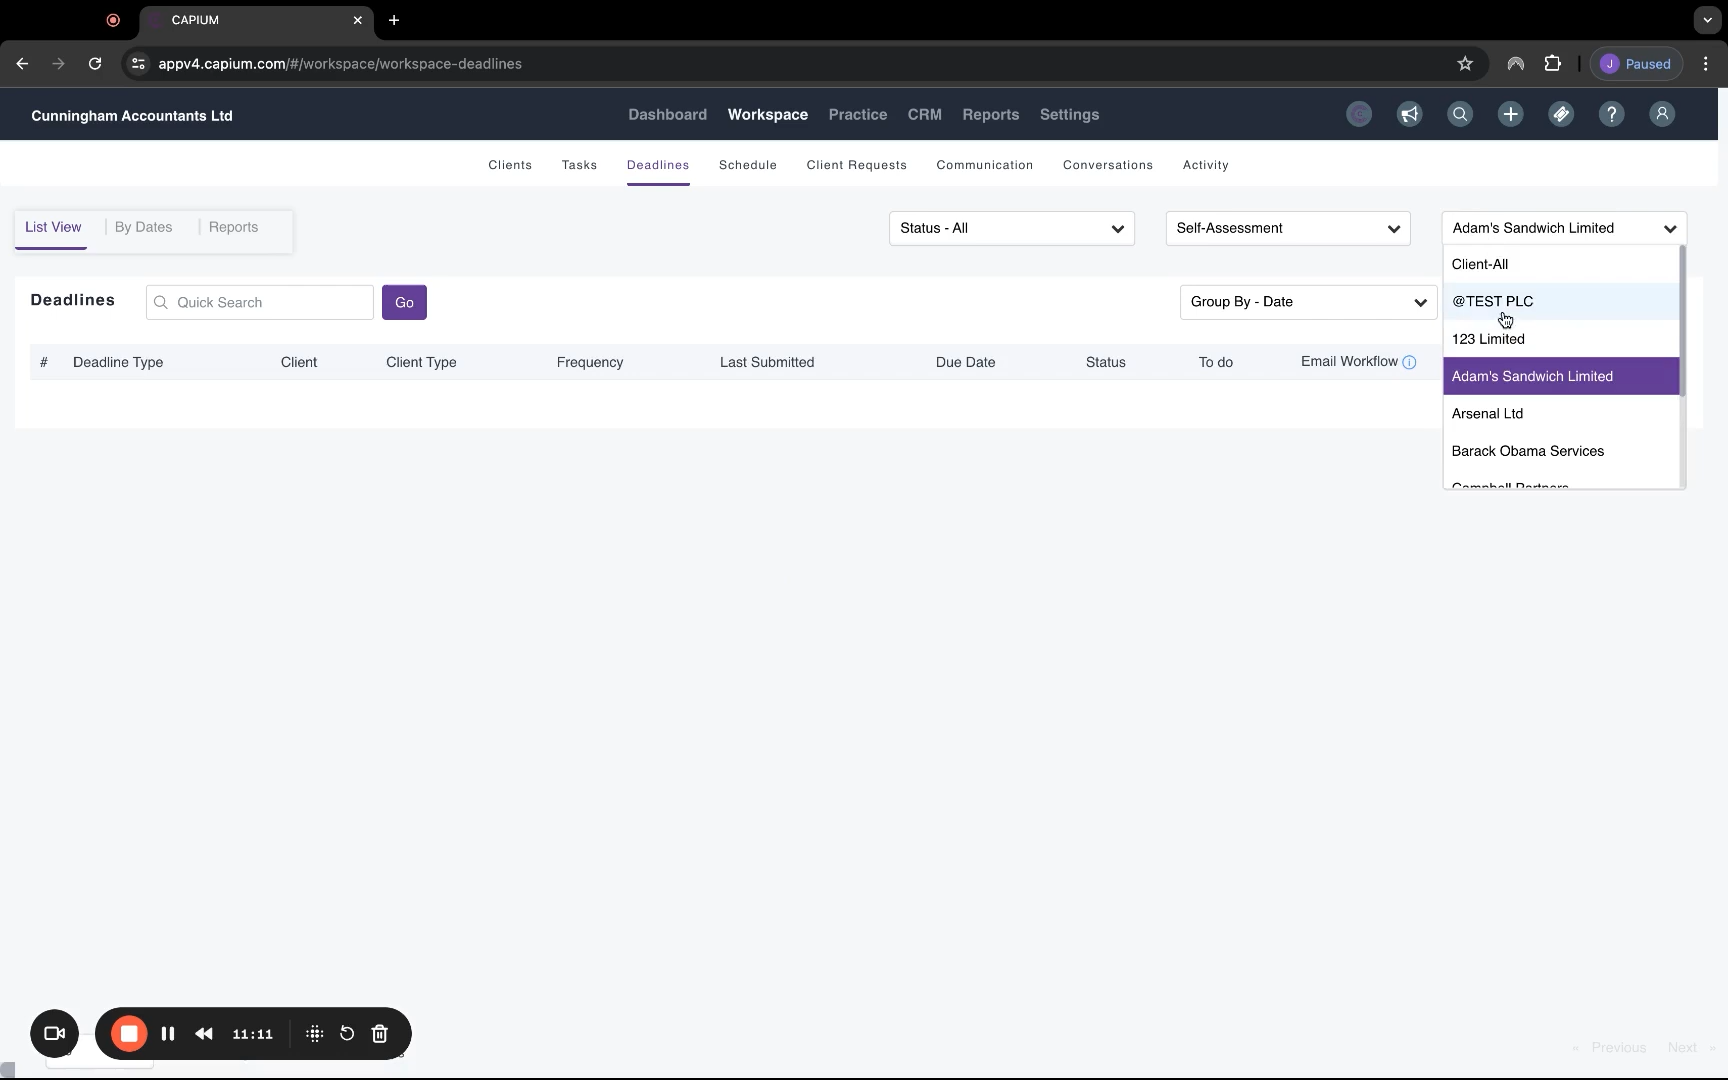 CAPIUM
appv4.capium.com/#/workspace/workspace-deadlines
J Paused
Cunningham Accountants Ltd
Dashboard Workspace Practice CRM Reports Settings
Clients Tasks Deadlines Schedule Client Requests Communication Conversations Activity
List View By Dates Reports
Status - All
Self-Assessment
Adam's Sandwich Limited
Client-All
@TEST PLC
123 Limited
Adam's Sandwich Limited
Arsenal Ltd
Barack Obama Services
Campbell Partners
Deadlines
Quick Search
Go
Group By - Date
# Deadline Type Client Client Type Frequency Last Submitted Due Date Status To do Email Workflow
11:11
« Previous Next »